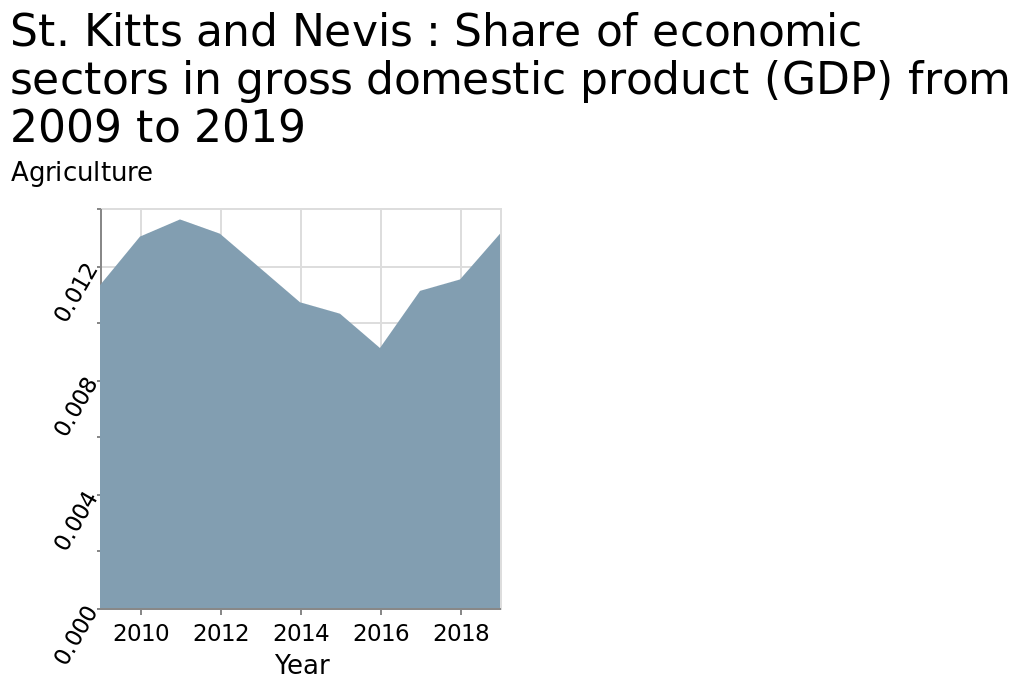 St. Kitts and Nevis : Share of economic
sectors in gross domestic product (GDP) from
2009 to 2019
Agriculture
0.012
0.008
0.004
0.000
2010 2012 2014 2016 2018
Year